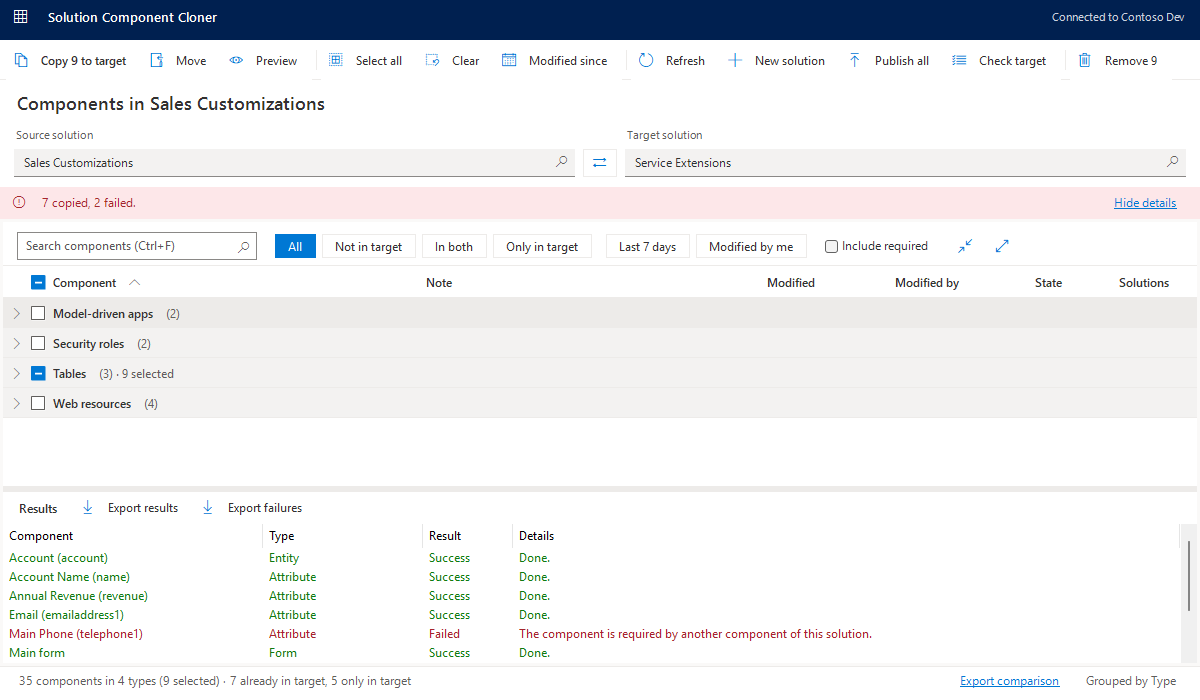 Solution Component Cloner Connected to Contoso Dev
Copy 9 to target Move Preview Select all Clear Modified since Refresh New solution Publish all Check target Remove 9
Components in Sales Customizations
Source solution Target solution
Sales Customizations Service Extensions
7 copied, 2 failed. Hide details
Search components (Ctrl+F) All Not in target In both Only in target Last 7 days Modified by me Include required
Component Note Modified Modified by State Solutions
Model-driven apps (2)
Security roles (2)
Tables (3) · 9 selected
Web resources (4)
Results Export results Export failures
Component Type Result Details
Account (account) Entity Success Done.
Account Name (name) Attribute Success Done.
Annual Revenue (revenue) Attribute Success Done.
Email (emailaddress1) Attribute Success Done.
Main Phone (telephone1) Attribute Failed The component is required by another component of this solution.
Main form Form Success Done.
35 components in 4 types (9 selected) · 7 already in target, 5 only in target Export comparison Grouped by Type